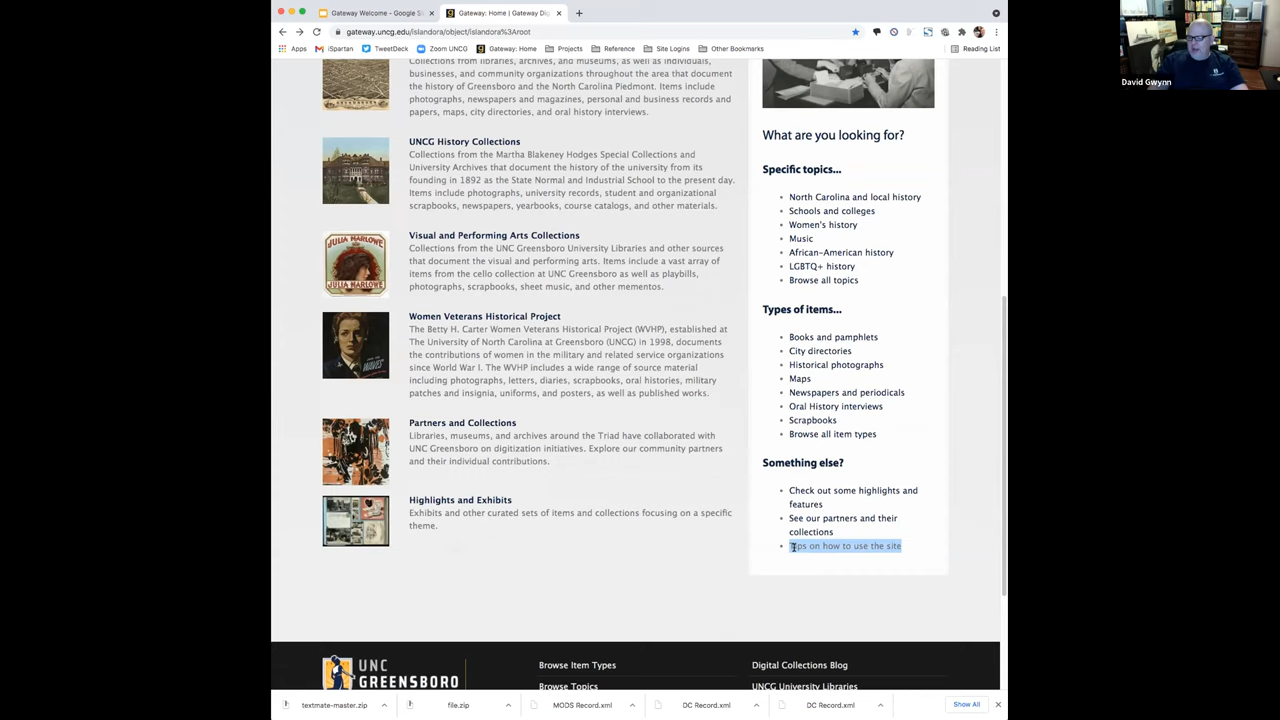 Gateway Welcome - Google Sl
Gateway: Home | Gateway Dig
gateway.uncg.edu/islandora/object/islandora%3Aroot
Apps
iSpartan
TweetDeck
Zoom UNCG
Gateway: Home
Projects
Reference
Site Logins
Other Bookmarks
Reading List
David Gwynn
Collections from libraries, archives, and museums, as well as individuals,
businesses, and community organizations throughout the area that document
the history of Greensboro and the North Carolina Piedmont. Items include
photographs, newspapers and magazines, personal and business records and
papers, maps, city directories, and oral history interviews.
UNCG History Collections
Collections from the Martha Blakeney Hodges Special Collections and
University Archives that document the history of the university from its
founding in 1892 as the State Normal and Industrial School to the present day.
Items include photographs, university records, student and organizational
scrapbooks, newspapers, yearbooks, course catalogs, and other materials.
JULIA MARLOWE
JULIA MARLOWE
Visual and Performing Arts Collections
Collections from the UNC Greensboro University Libraries and other sources
that document the visual and performing arts. Items include a vast array of
items from the cello collection at UNC Greensboro as well as playbills,
photographs, scrapbooks, sheet music, and other mementos.
WAVES
Women Veterans Historical Project
The Betty H. Carter Women Veterans Historical Project (WVHP), established at
The University of North Carolina at Greensboro (UNCG) in 1998, documents
the contributions of women in the military and related service organizations
since World War I. The WVHP includes a wide range of source material
including photographs, letters, diaries, scrapbooks, oral histories, military
patches and insignia, uniforms, and posters, as well as published works.
Partners and Collections
Libraries, museums, and archives around the Triad have collaborated with
UNC Greensboro on digitization initiatives. Explore our community partners
and their individual contributions.
Highlights and Exhibits
Exhibits and other curated sets of items and collections focusing on a specific
theme.
What are you looking for?
Specific topics...
North Carolina and local history
Schools and colleges
Women's history
Music
African-American history
LGBTQ+ history
Browse all topics
Types of items...
Books and pamphlets
City directories
Historical photographs
Maps
Newspapers and periodicals
Oral History interviews
Scrapbooks
Browse all item types
Something else?
Check out some highlights and
features
See our partners and their
collections
Tips on how to use the site
UNC
GREENSBORO
Browse Item Types
Browse Topics
Digital Collections Blog
UNCG University Libraries
textmate-master.zip
file.zip
MODS Record.xml
DC Record.xml
DC Record.xml
Show All